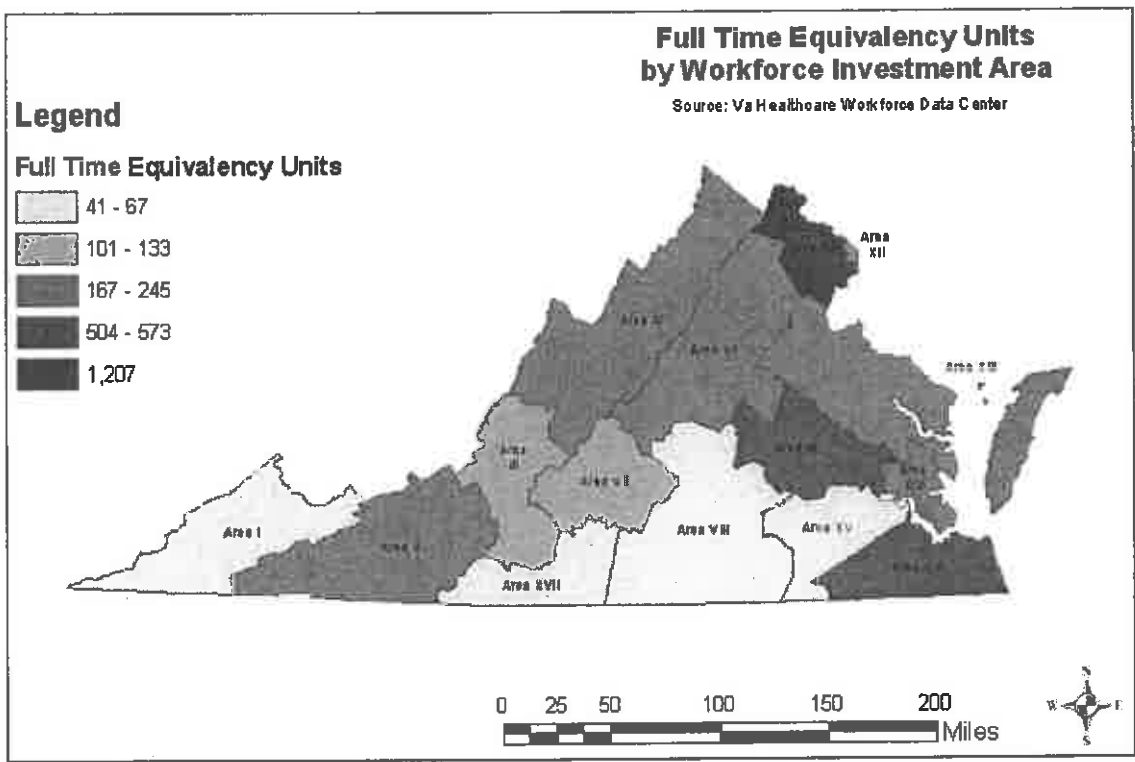 Full Time Equivalency Units
by Workforce Investment Area
Source: Va Healthcare Workforce Data Center
Legend
Full Time Equivalency Units
41 - 67
101 - 133
167 - 245
504 - 573
1,207
Area
XII
Area
Area
Area I
Area VIII
Area XVII
Area
0 25 50 100 150 200
Miles
W E
S